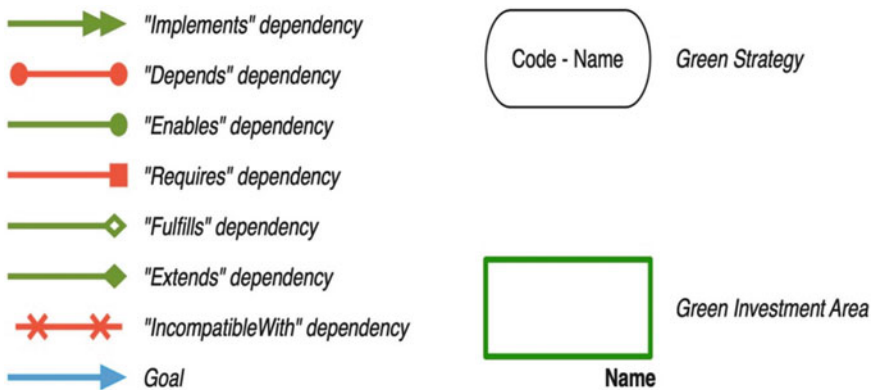 "Implements" dependency
"Depends" dependency
"Enables" dependency
"Requires" dependency
"Fulfills" dependency
"Extends" dependency
"IncompatibleWith" dependency
Goal
Code - Name
Green Strategy
Green Investment Area
Name